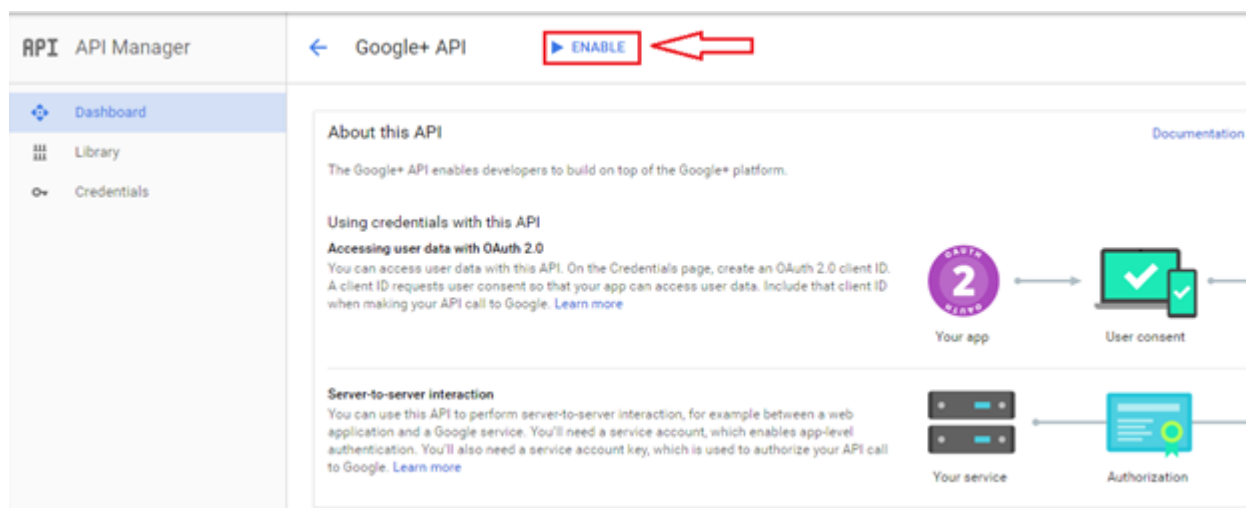 API API Manager
Google+ API
ENABLE
Dashboard
Library
Credentials
About this API
Documentation
The Google+ API enables developers to build on top of the Google+ platform.
Using credentials with this API
Accessing user data with OAuth 2.0
You can access user data with this API. On the Credentials page, create an OAuth 2.0 client ID.
A client ID requests user consent so that your app can access user data. Include that client ID
when making your API call to Google. Learn more
OAUTH
2
OAUTH
Your app
User consent
Server-to-server interaction
You can use this API to perform server-to-server interaction, for example between a web
application and a Google service. You'll need a service account, which enables app-level
authentication. You'll also need a service account key, which is used to authorize your API call
to Google. Learn more
Your service
Authorization